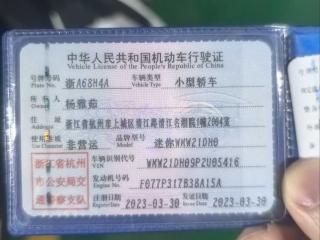 中华人民共和国机动车行驶证
Vehicle License of the People's Republic of China
号牌号码 Plate No. 浙A68H4A 车辆类型 Vehicle Type 小型轿车
所有人 Owner 杨雅茹
住址 浙江省杭州市上城区望江路望江名湖院1幢2004室
使用性质 Use Character 非营运 品牌型号 Model 迷你WMW21DH0
浙江省杭州市公安局交通警察支队
车辆识别代号 VIN WMW21DH09P2U05416
发动机号码 Engine No. F077P317B38A15A
注册日期 Register Date 2023-03-30 发证日期 Issue Date 2023-03-30